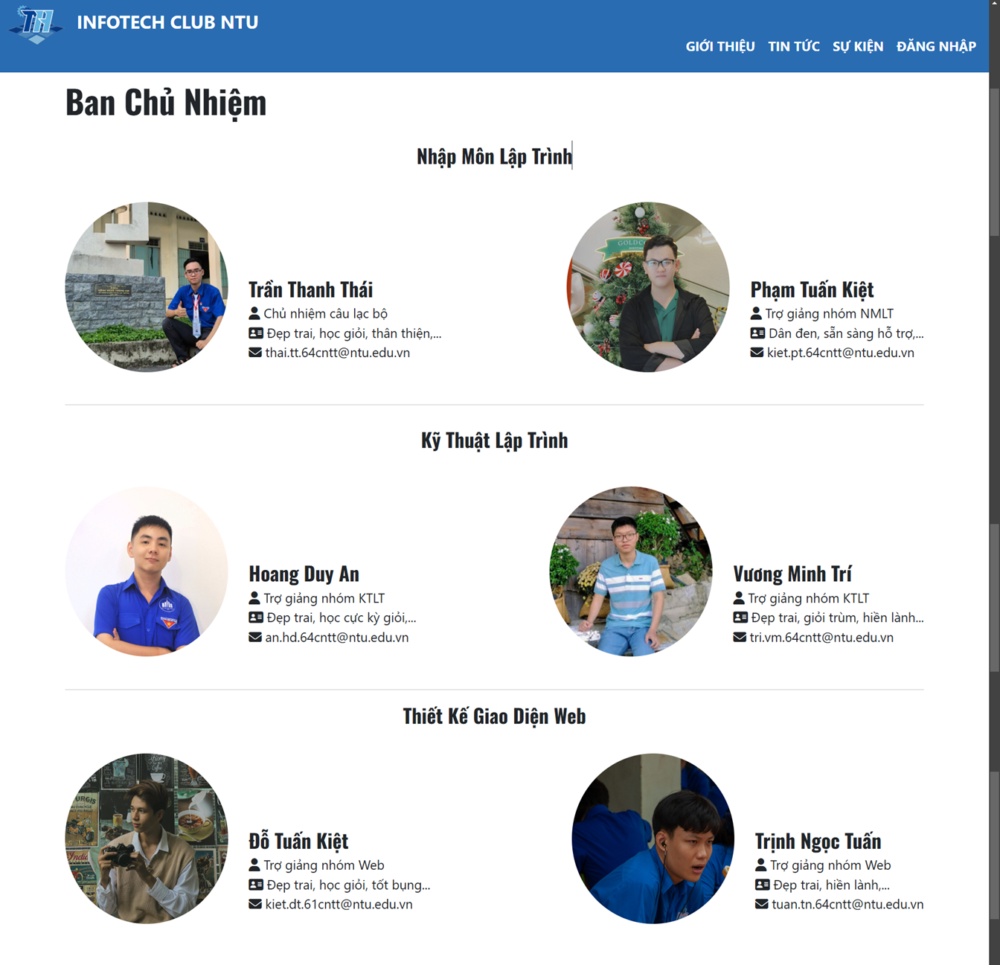 INFOTECH CLUB NTU
GIỚI THIỆU TIN TỨC SỰ KIỆN ĐĂNG NHẬP
Ban Chủ Nhiệm
Nhập Môn Lập Trình
GOLDCO
Trần Thanh Thái
Chủ nhiệm câu lạc bộ
Đẹp trai, học giỏi, thân thiện,...
thai.tt.64cntt@ntu.edu.vn
Phạm Tuấn Kiệt
Trợ giảng nhóm NMLT
Dân đen, sẵn sàng hỗ trợ,...
kiet.pt.64cntt@ntu.edu.vn
Kỹ Thuật Lập Trình
Hoang Duy An
Trợ giảng nhóm KTLT
Đẹp trai, học cực kỳ giỏi,...
an.hd.64cntt@ntu.edu.vn
Vương Minh Trí
Trợ giảng nhóm KTLT
Đẹp trai, giỏi trùm, hiền lành...
tri.vm.64cntt@ntu.edu.vn
Thiết Kế Giao Diện Web
Đỗ Tuấn Kiệt
Trợ giảng nhóm Web
Đẹp trai, học giỏi, tốt bụng...
kiet.dt.61cntt@ntu.edu.vn
Trịnh Ngọc Tuấn
Trợ giảng nhóm Web
Đẹp trai, hiền lành,...
tuan.tn.64cntt@ntu.edu.vn